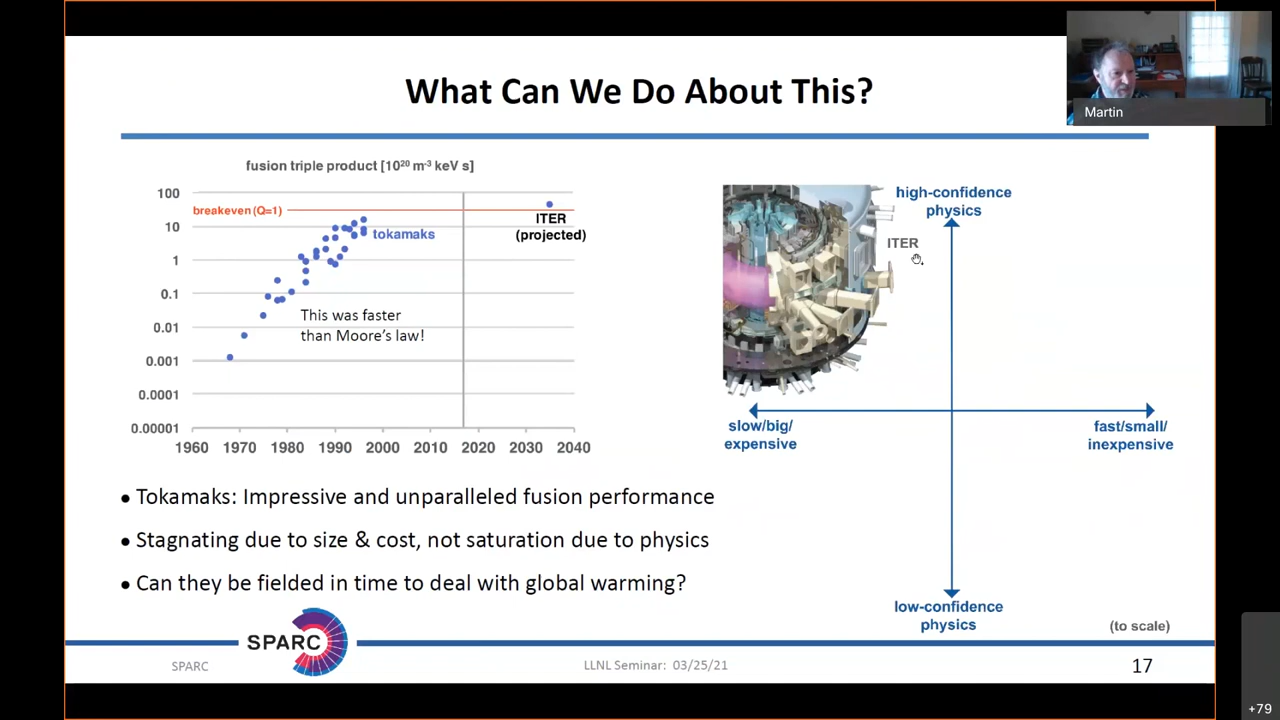 What Can We Do About This?
Martin
fusion triple product [10²⁰ m⁻³ keV s]
100
breakeven (Q=1)
10
tokamaks
ITER
(projected)
1
0.1
This was faster
than Moore's law!
0.01
0.001
0.0001
0.00001
1960 1970 1980 1990 2000 2010 2020 2030 2040
high-confidence
physics
ITER
slow/big/
expensive
fast/small/
inexpensive
low-confidence
physics
(to scale)
• Tokamaks: Impressive and unparalleled fusion performance
• Stagnating due to size & cost, not saturation due to physics
• Can they be fielded in time to deal with global warming?
SPARC
SPARC
LLNL Seminar: 03/25/21
17
+79